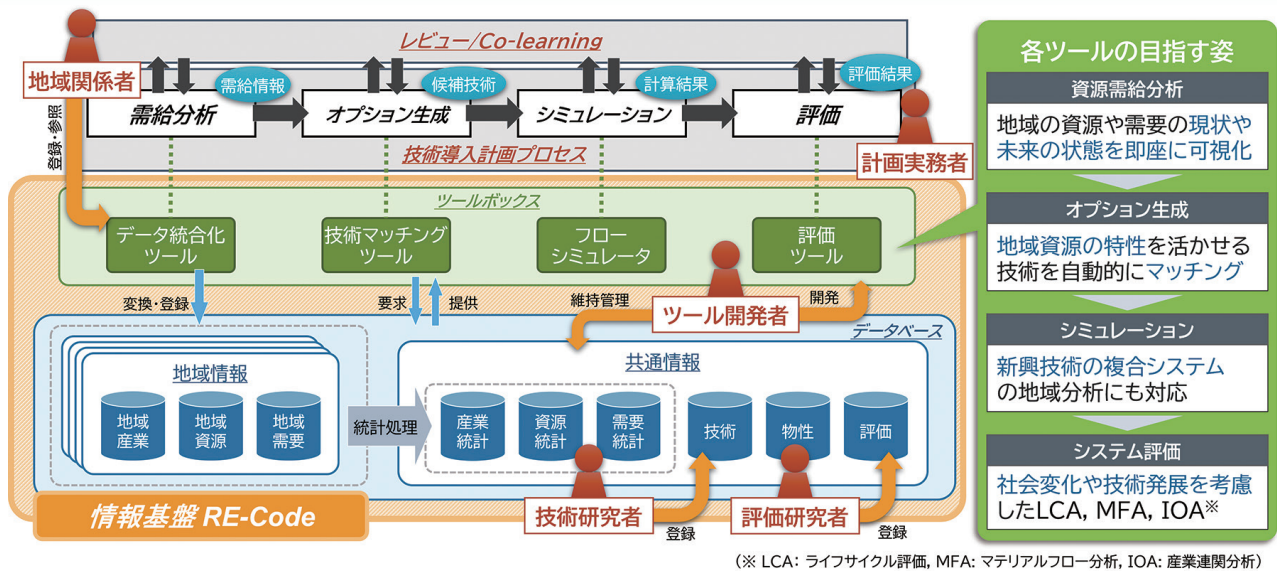 レビュー/Co-learning
地域関係者
需給情報
候補技術
計算結果
評価結果
需給分析
オプション生成
シミュレーション
評価
登録・参照
技術導入計画プロセス
計画実務者
ツールボックス
データ統合化
ツール
技術マッチング
ツール
フロー
シミュレータ
評価
ツール
変換・登録
要求
提供
維持管理
開発
ツール開発者
データベース
地域情報
地域
産業
地域
資源
地域
需要
統計処理
共通情報
産業
統計
資源
統計
需要
統計
技術
物性
評価
技術研究者
登録
評価研究者
登録
情報基盤 RE-Code
各ツールの目指す姿
資源需給分析
地域の資源や需要の現状や
未来の状態を即座に可視化
オプション生成
地域資源の特性を活かせる
技術を自動的にマッチング
シミュレーション
新興技術の複合システム
の地域分析にも対応
システム評価
社会変化や技術発展を考慮
したLCA, MFA, IOA※
(※ LCA: ライフサイクル評価, MFA: マテリアルフロー分析, IOA: 産業連関分析)